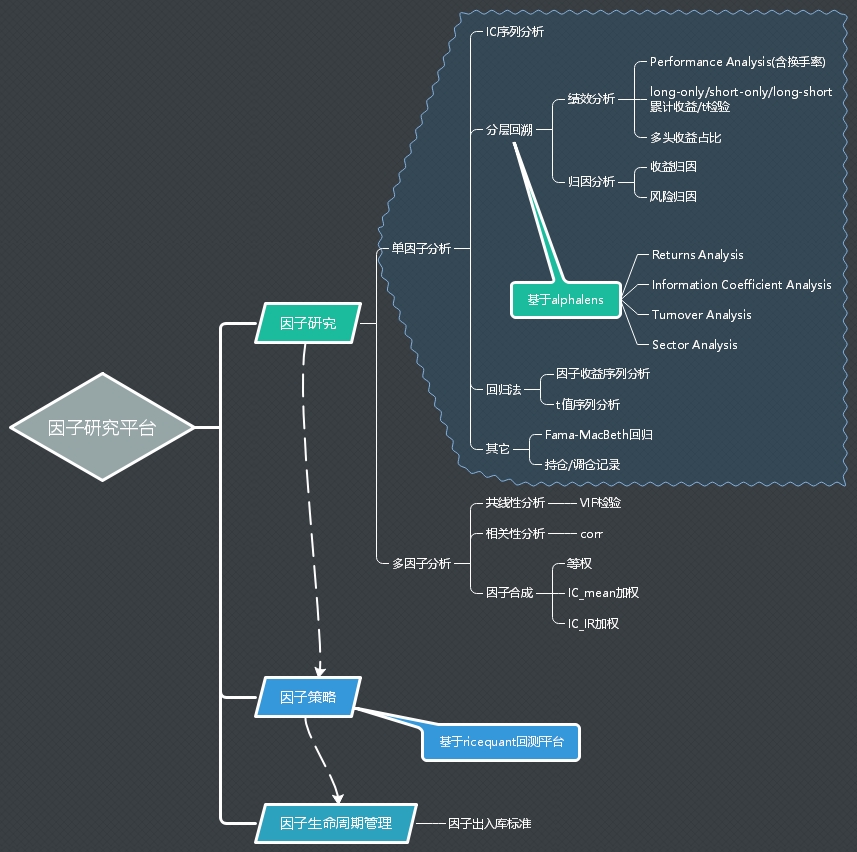 因子研究平台
因子研究
单因子分析
IC序列分析
分层回溯
绩效分析
Performance Analysis(含换手率)
long-only/short-only/long-short
累计收益/t检验
多头收益占比
归因分析
收益归因
风险归因
基于alphalens
Returns Analysis
Information Coefficient Analysis
Turnover Analysis
Sector Analysis
回归法
因子收益序列分析
t值序列分析
其它
Fama-MacBeth回归
持仓/调仓记录
多因子分析
共线性分析
VIF检验
相关性分析
corr
因子合成
等权
IC_mean加权
IC_IR加权
因子策略
基于ricequant回测平台
因子生命周期管理
因子出入库标准